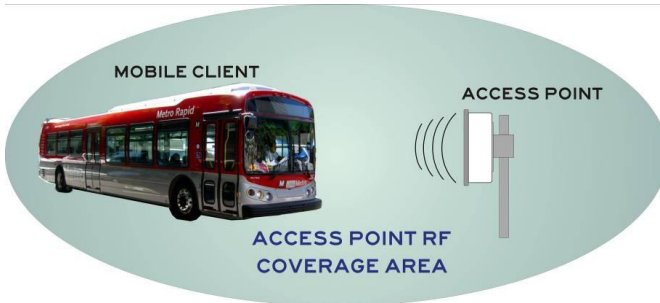 MOBILE CLIENT
ACCESS POINT
Metro Rapid
ACCESS POINT RF
COVERAGE AREA